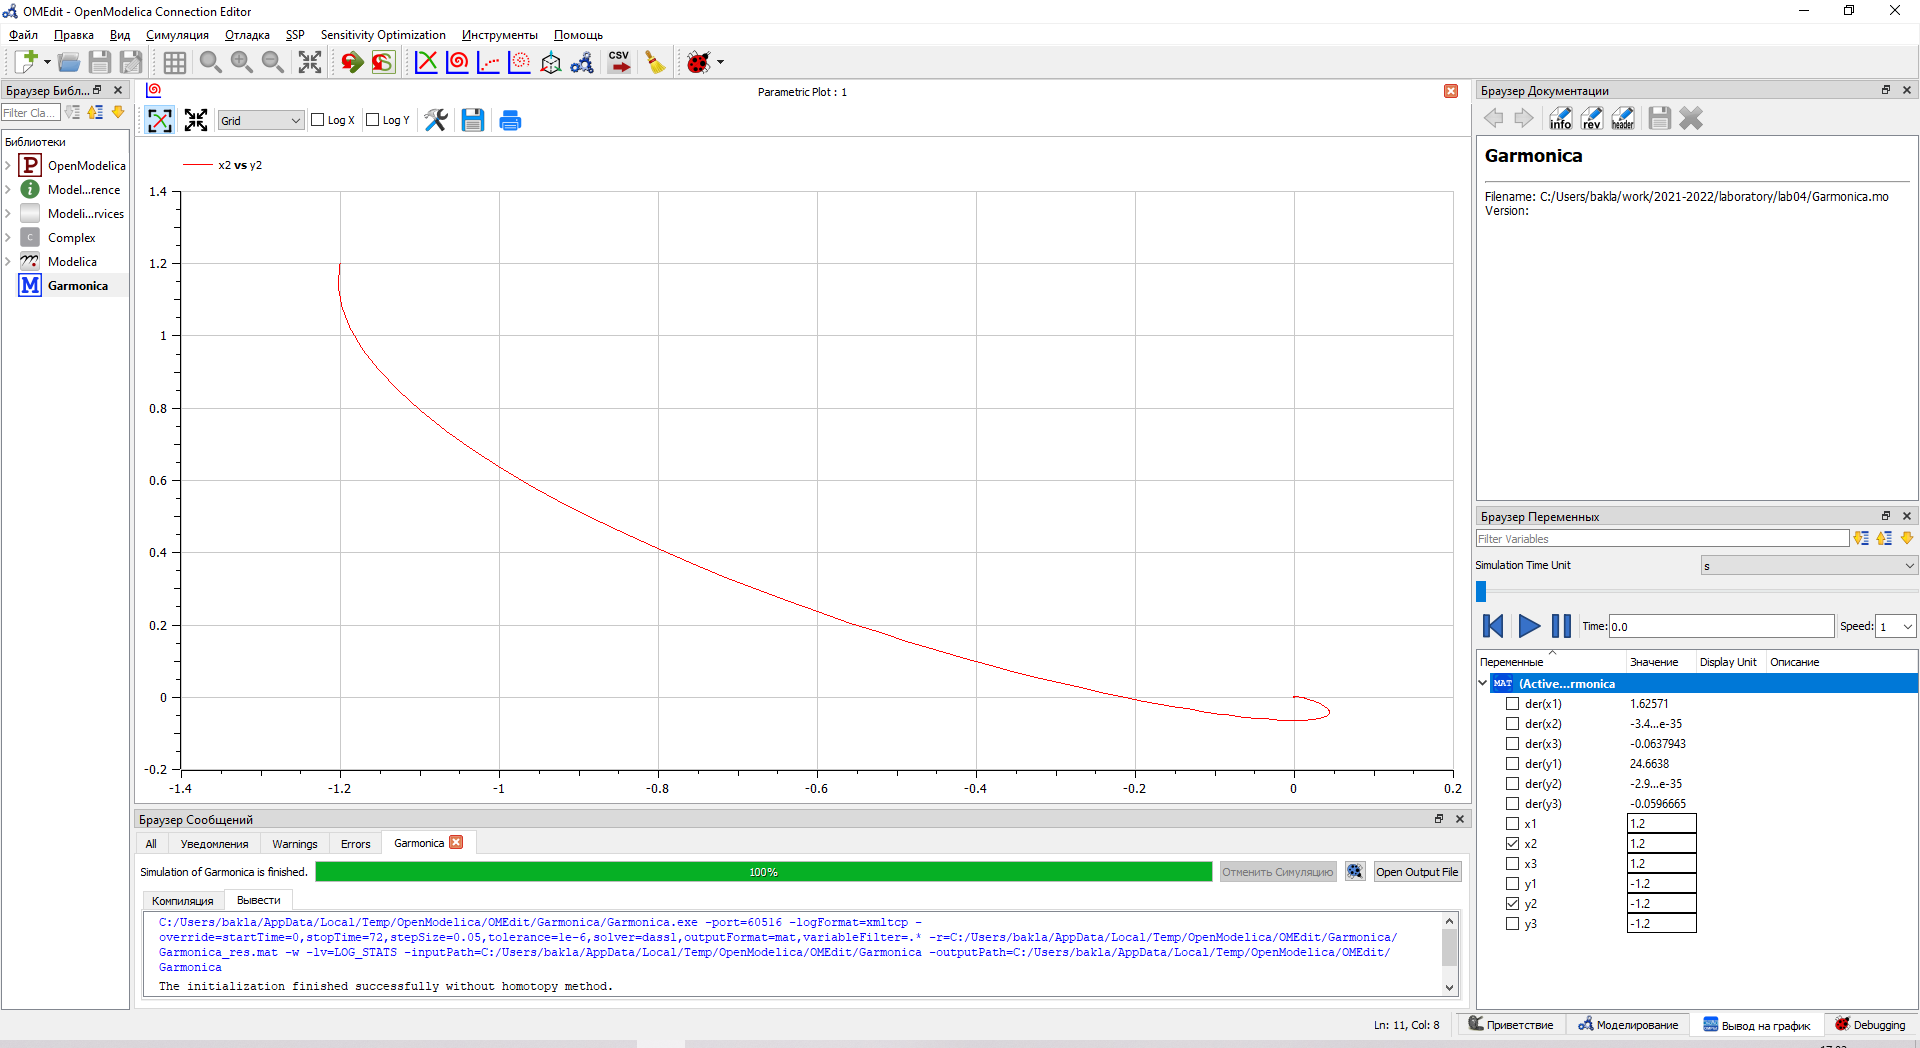 OMEdit - OpenModelica Connection Editor
Файл Правка Вид Симуляция Отладка SSP Sensitivity Optimization Инструменты Помощь
CSV
Браузер Библ...
Filter Cla...
Библиотеки
P OpenModelica
i Model...rence
Modeli...rvices
C Complex
Modelica
M Garmonica
Parametric Plot : 1
Grid Log X Log Y
x2 vs y2
1.4
1.2
1
0.8
0.6
0.4
0.2
0
-0.2
-1.4 -1.2 -1 -0.8 -0.6 -0.4 -0.2 0 0.2
Браузер Сообщений
All Уведомления Warnings Errors Garmonica
Simulation of Garmonica is finished. 100% Отменить Симуляцию Open Output File
Компиляция Вывести
C:/Users/bakla/AppData/Local/Temp/OpenModelica/OMEdit/Garmonica/Garmonica.exe -port=60516 -logFormat=xmltcp -
override=startTime=0,stopTime=72,stepSize=0.05,tolerance=1e-6,solver=dassl,outputFormat=mat,variableFilter=.* -r=C:/Users/bakla/AppData/Local/Temp/OpenModelica/OMEdit/Garmonica/
Garmonica_res.mat -w -lv=LOG_STATS -inputPath=C:/Users/bakla/AppData/Local/Temp/OpenModelica/OMEdit/Garmonica -outputPath=C:/Users/bakla/AppData/Local/Temp/OpenModelica/OMEdit/
Garmonica
The initialization finished successfully without homotopy method.
Браузер Документации
info rev header
Garmonica
Filename: C:/Users/bakla/work/2021-2022/laboratory/lab04/Garmonica.mo
Version:
Браузер Переменных
Filter Variables
Simulation Time Unit s
Time: 0.0 Speed: 1
Переменные Значение Display Unit Описание
MAT (Active...rmonica
der(x1) 1.62571
der(x2) -3.4...e-35
der(x3) -0.0637943
der(y1) 24.6638
der(y2) -2.9...e-35
der(y3) -0.0596665
x1 1.2
x2 1.2
x3 1.2
y1 -1.2
y2 -1.2
y3 -1.2
Ln: 11, Col: 8 Приветствие Моделирование Вывод на график Debugging